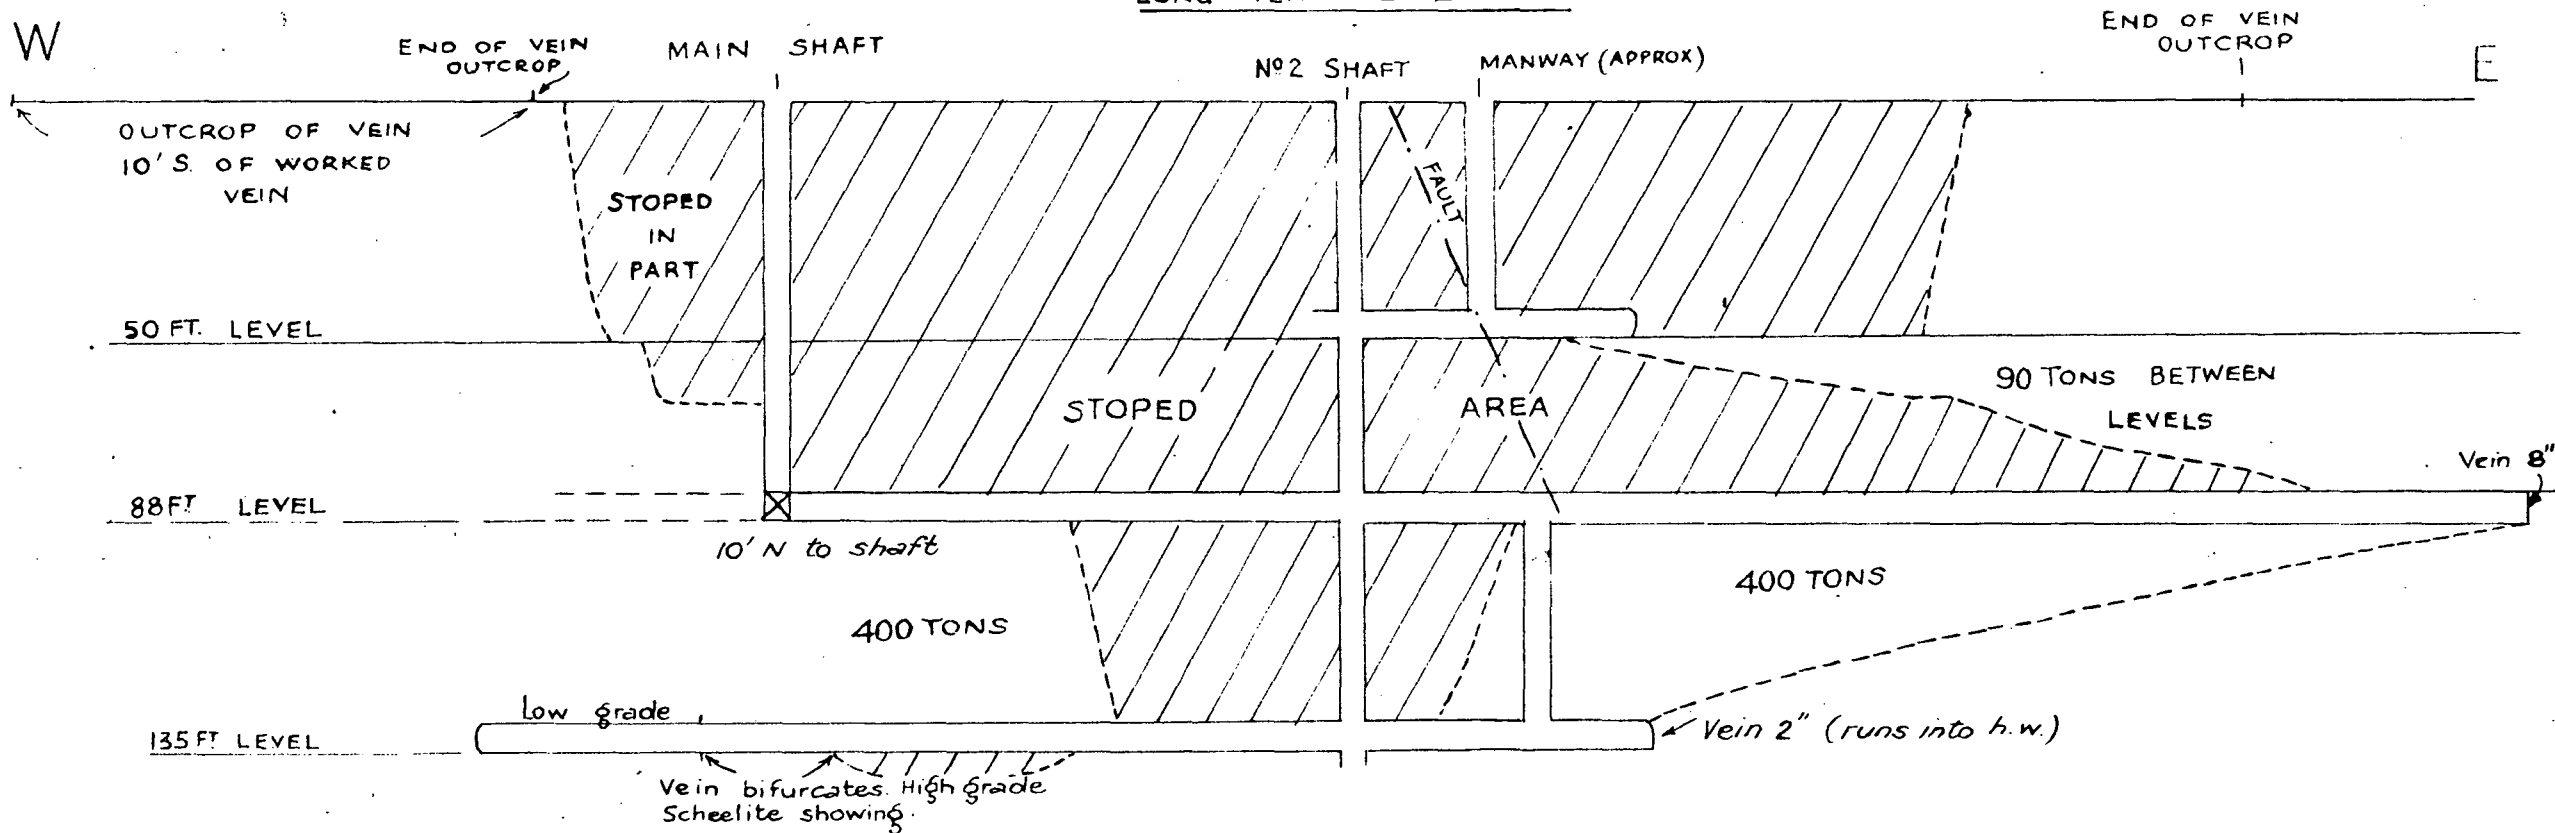 W
END OF VEIN
OUTCROP
MAIN SHAFT
Nº2 SHAFT
MANWAY (APPROX)
END OF VEIN
OUTCROP
E
OUTCROP OF VEIN
10' S. OF WORKED
VEIN
STOPED
IN
PART
FAULT
50 FT. LEVEL
90 TONS BETWEEN
LEVELS
STOPED AREA
Vein 8"
88 FT LEVEL
10' N to shaft
400 TONS
400 TONS
Low grade
135 FT LEVEL
Vein 2" (runs into h.w.)
Vein bifurcates. High grade
Scheelite showing.